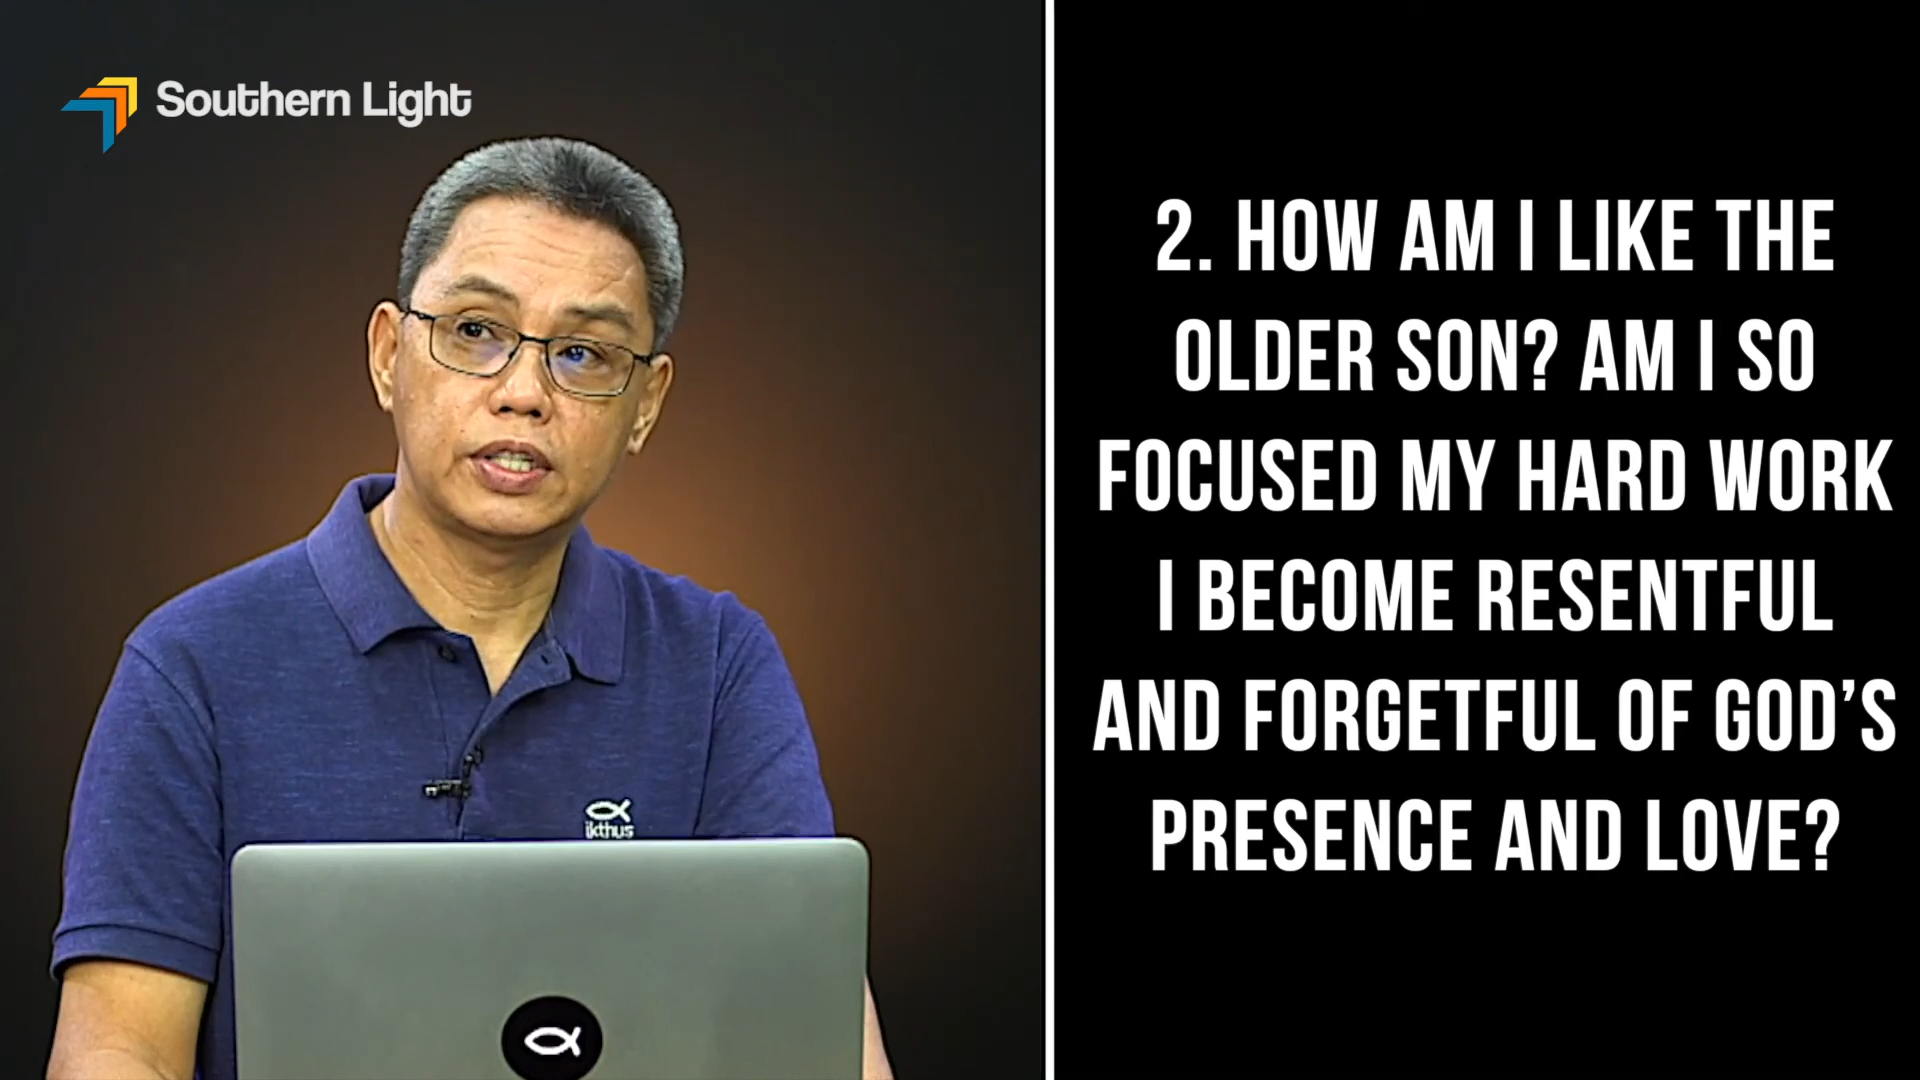 Southern Light
2. HOW AM I LIKE THE
OLDER SON? AM I SO
FOCUSED MY HARD WORK
I BECOME RESENTFUL
AND FORGETFUL OF GOD'S
PRESENCE AND LOVE?
ikthus